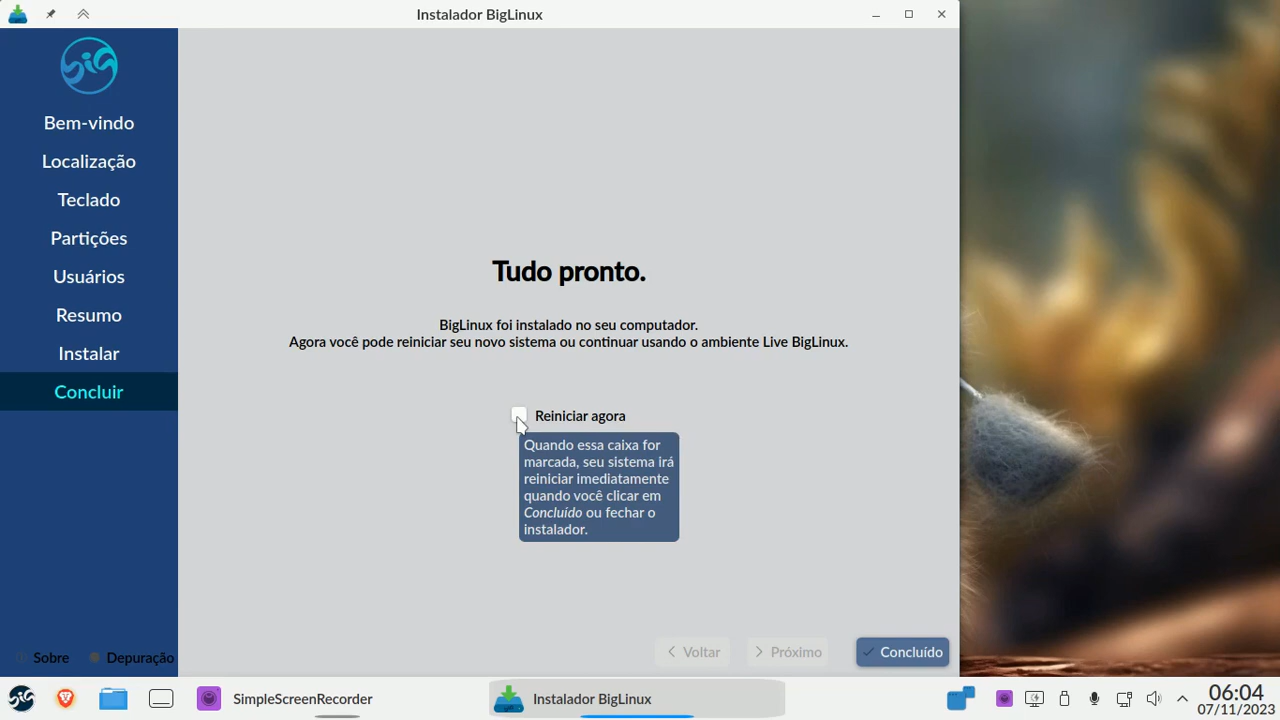 Instalador BigLinux
BiG
Bem-vindo
Localização
Teclado
Partições
Usuários
Resumo
Instalar
Concluir
Sobre
Depuração
Tudo pronto.
BigLinux foi instalado no seu computador.
Agora você pode reiniciar seu novo sistema ou continuar usando o ambiente Live BigLinux.
Reiniciar agora
Quando essa caixa for
marcada, seu sistema irá
reiniciar imediatamente
quando você clicar em
Concluído ou fechar o
instalador.
Voltar
Próximo
Concluído
SimpleScreenRecorder
Instalador BigLinux
06:04
07/11/2023